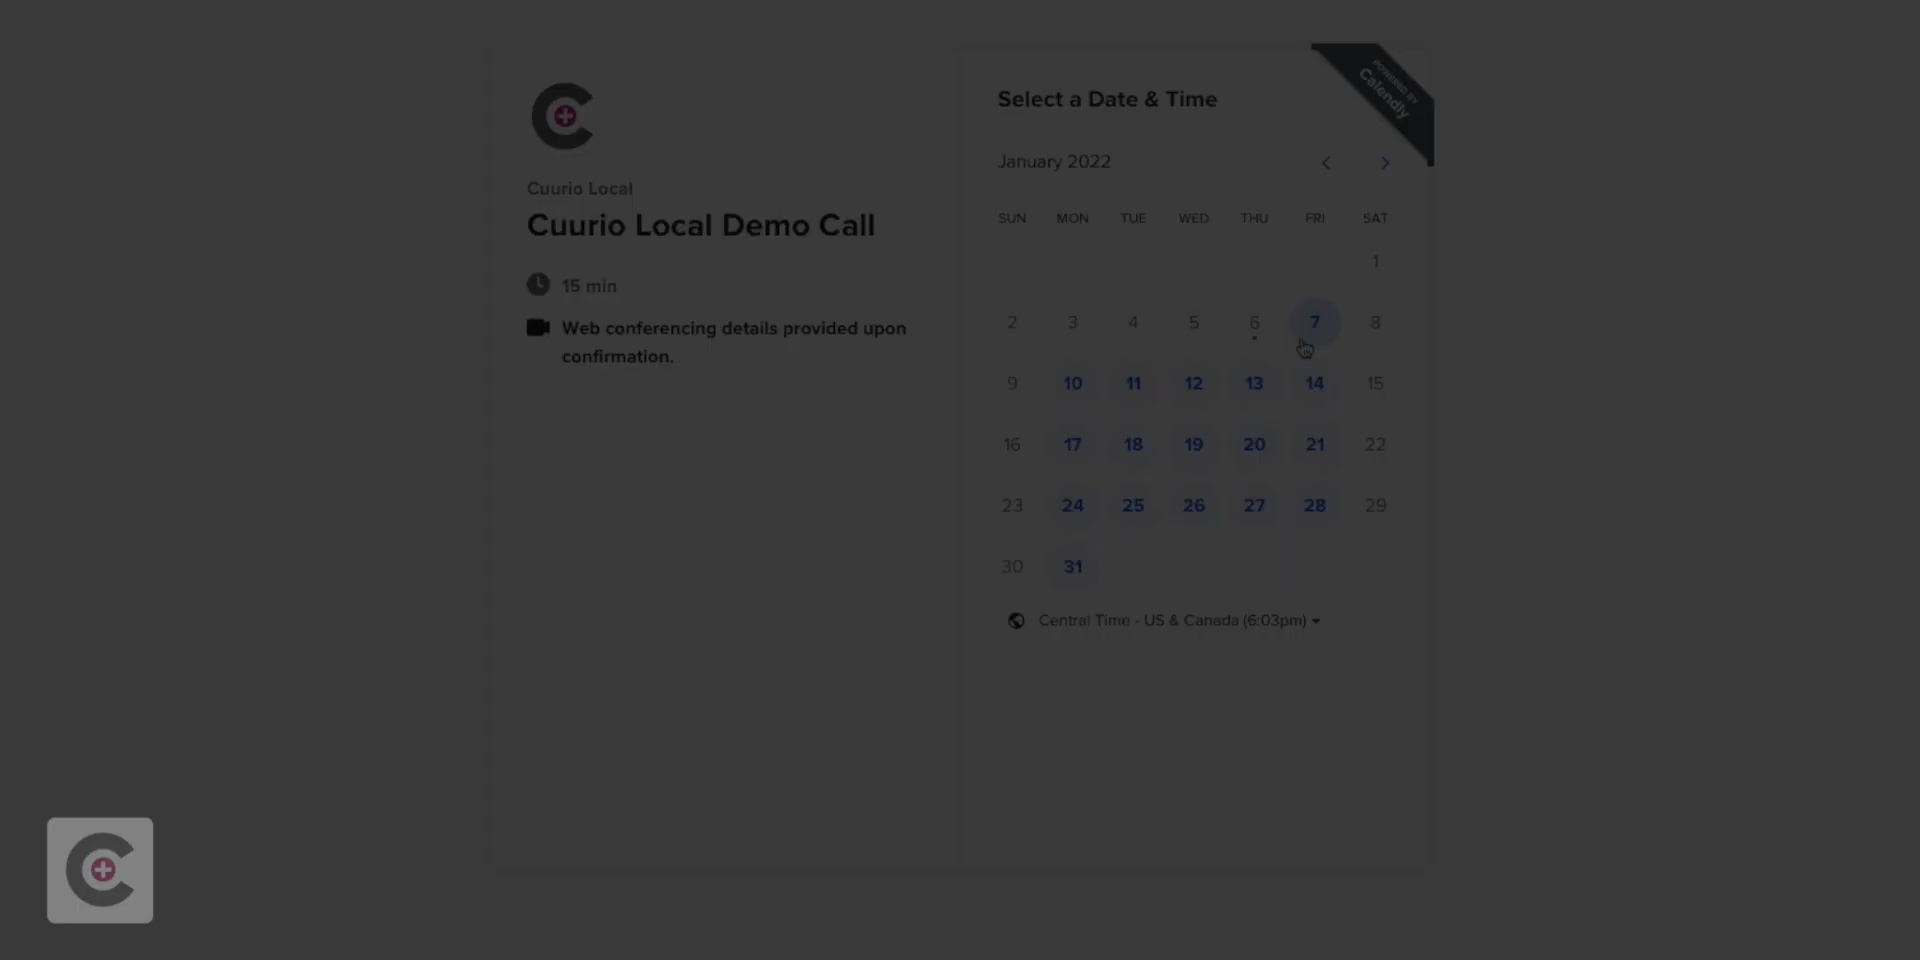 Cuurio Local
Cuurio Local Demo Call
15 min
Web conferencing details provided upon
confirmation.
POWERED BY
Calendly
Select a Date & Time
January 2022
SUN MON TUE WED THU FRI SAT
1
2 3 4 5 6 7 8
9 10 11 12 13 14 15
16 17 18 19 20 21 22
23 24 25 26 27 28 29
30 31
Central Time - US & Canada (6:03pm)